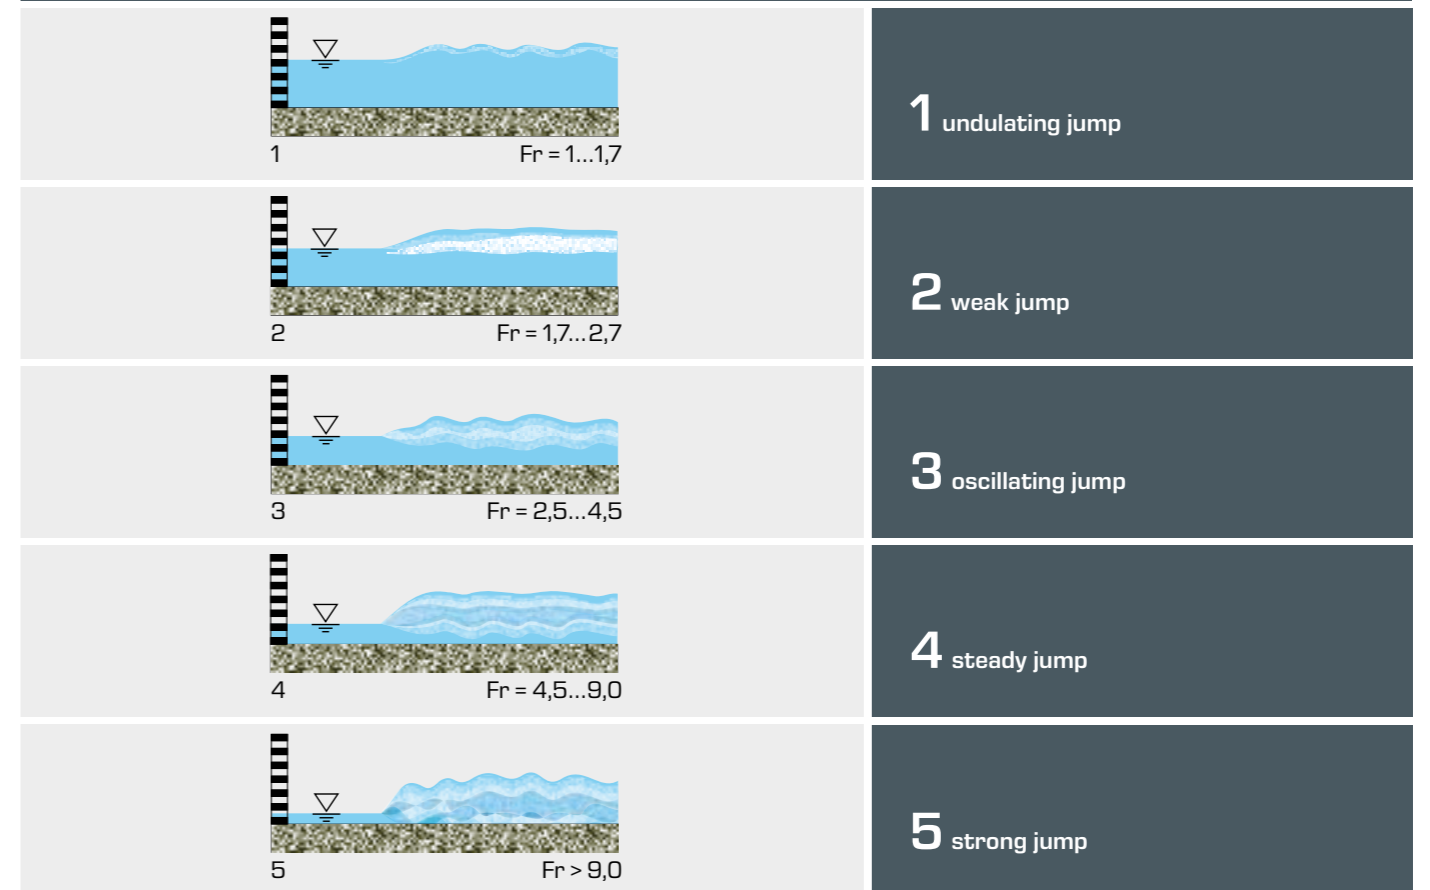 1 Fr = 1...1,7
1 undulating jump
2 Fr = 1,7...2,7
2 weak jump
3 Fr = 2,5...4,5
3 oscillating jump
4 Fr = 4,5...9,0
4 steady jump
5 Fr > 9,0
5 strong jump